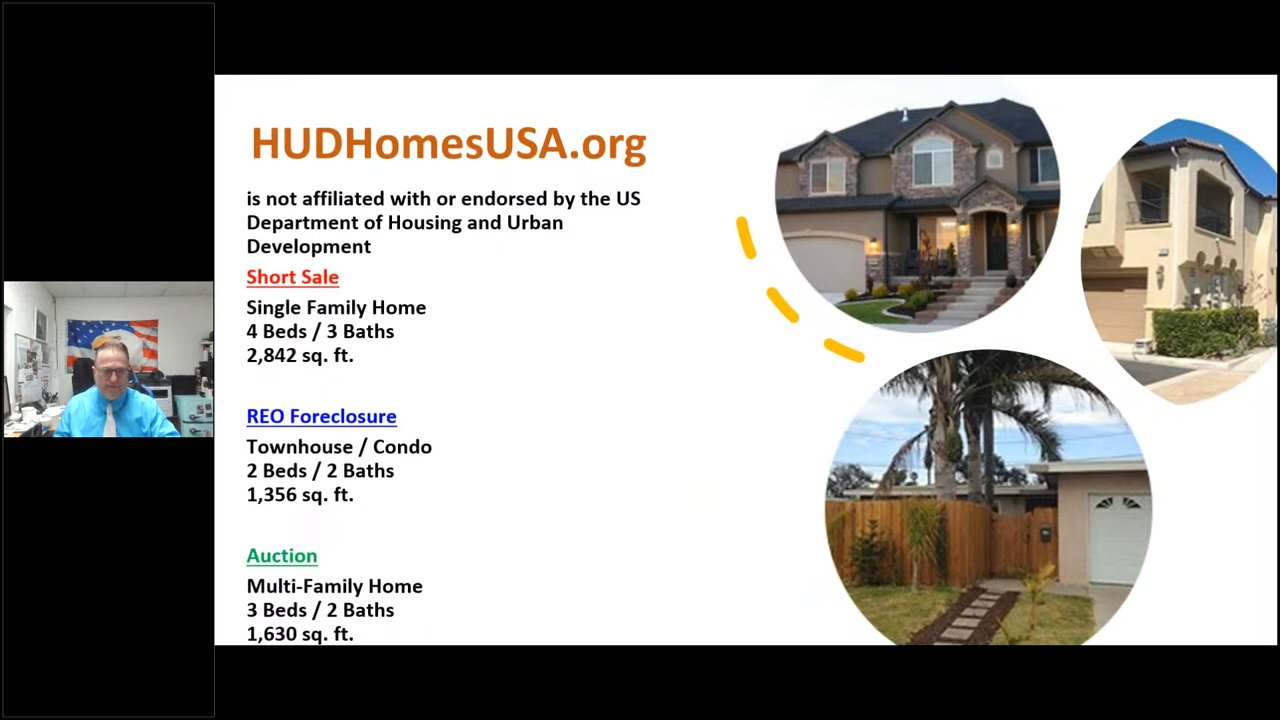 HUDHomesUSA.org
is not affiliated with or endorsed by the US
Department of Housing and Urban
Development
Short Sale
Single Family Home
4 Beds / 3 Baths
2,842 sq. ft.
REO Foreclosure
Townhouse / Condo
2 Beds / 2 Baths
1,356 sq. ft.
Auction
Multi-Family Home
3 Beds / 2 Baths
1,630 sq. ft.